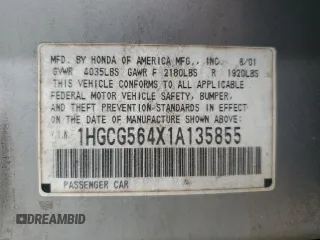 MFD. BY HONDA OF AMERICA MFG., INC. 8/01
GVWR 4035LBS GAWR F 2180LBS R 1920LBS
THIS VEHICLE CONFORMS TO ALL APPLICABLE
FEDERAL MOTOR VEHICLE SAFETY, BUMPER,
AND THEFT PREVENTION STANDARDS IN EFFECT
ON THE DATE OF MANUFACTURE SHOWN ABOVE.
V.I.N. 1HGCG564X1A135855
PASSENGER CAR
DREAMBID